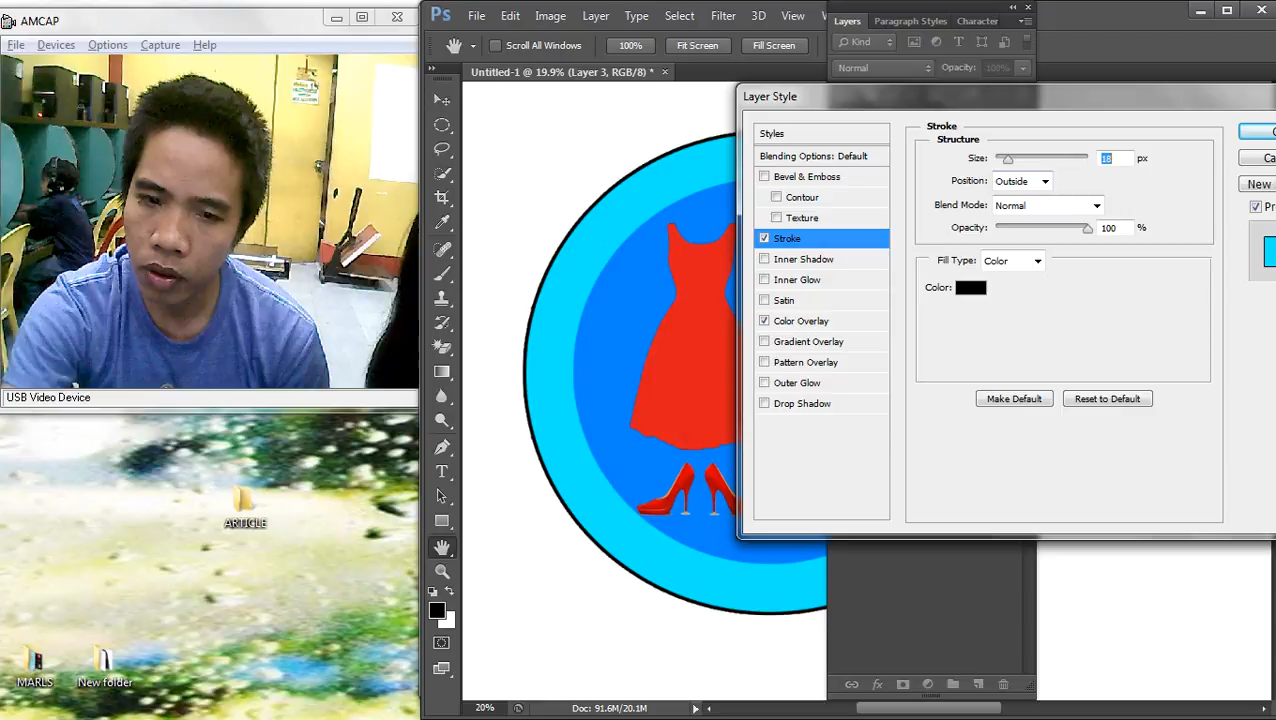 AMCAP
File Devices Options Capture Help
USB Video Device
ARTICLE
MARLS
New folder
Ps File Edit Image Layer Type Select Filter 3D View
Scroll All Windows 100% Fit Screen Fill Screen
Untitled-1 @ 19.9% (Layer 3, RGB/8) *
Layers Paragraph Styles Character
Kind
Normal Opacity: 100%
Layer Style
Styles
Blending Options: Default
Bevel & Emboss
Contour
Texture
Stroke
Inner Shadow
Inner Glow
Satin
Color Overlay
Gradient Overlay
Pattern Overlay
Outer Glow
Drop Shadow
Stroke
Structure
Size: 18 px
Position: Outside
Blend Mode: Normal
Opacity: 100 %
Fill Type: Color
Color:
Make Default Reset to Default
Ca
New
Pr
20% Doc: 91.6M/20.1M
fx